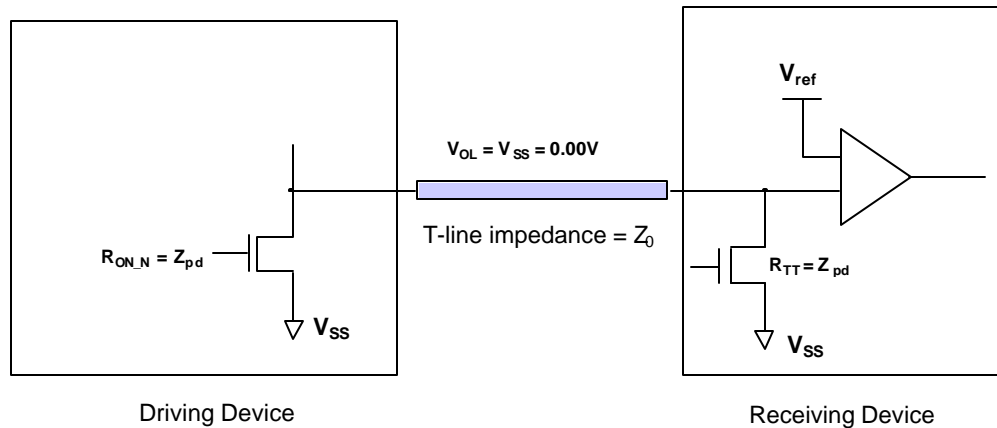 V_ref
V_OL = V_SS = 0.00V
T-line impedance = Z_0
R_ON_N = Z_pd
V_SS
R_TT = Z_pd
V_SS
Driving Device
Receiving Device